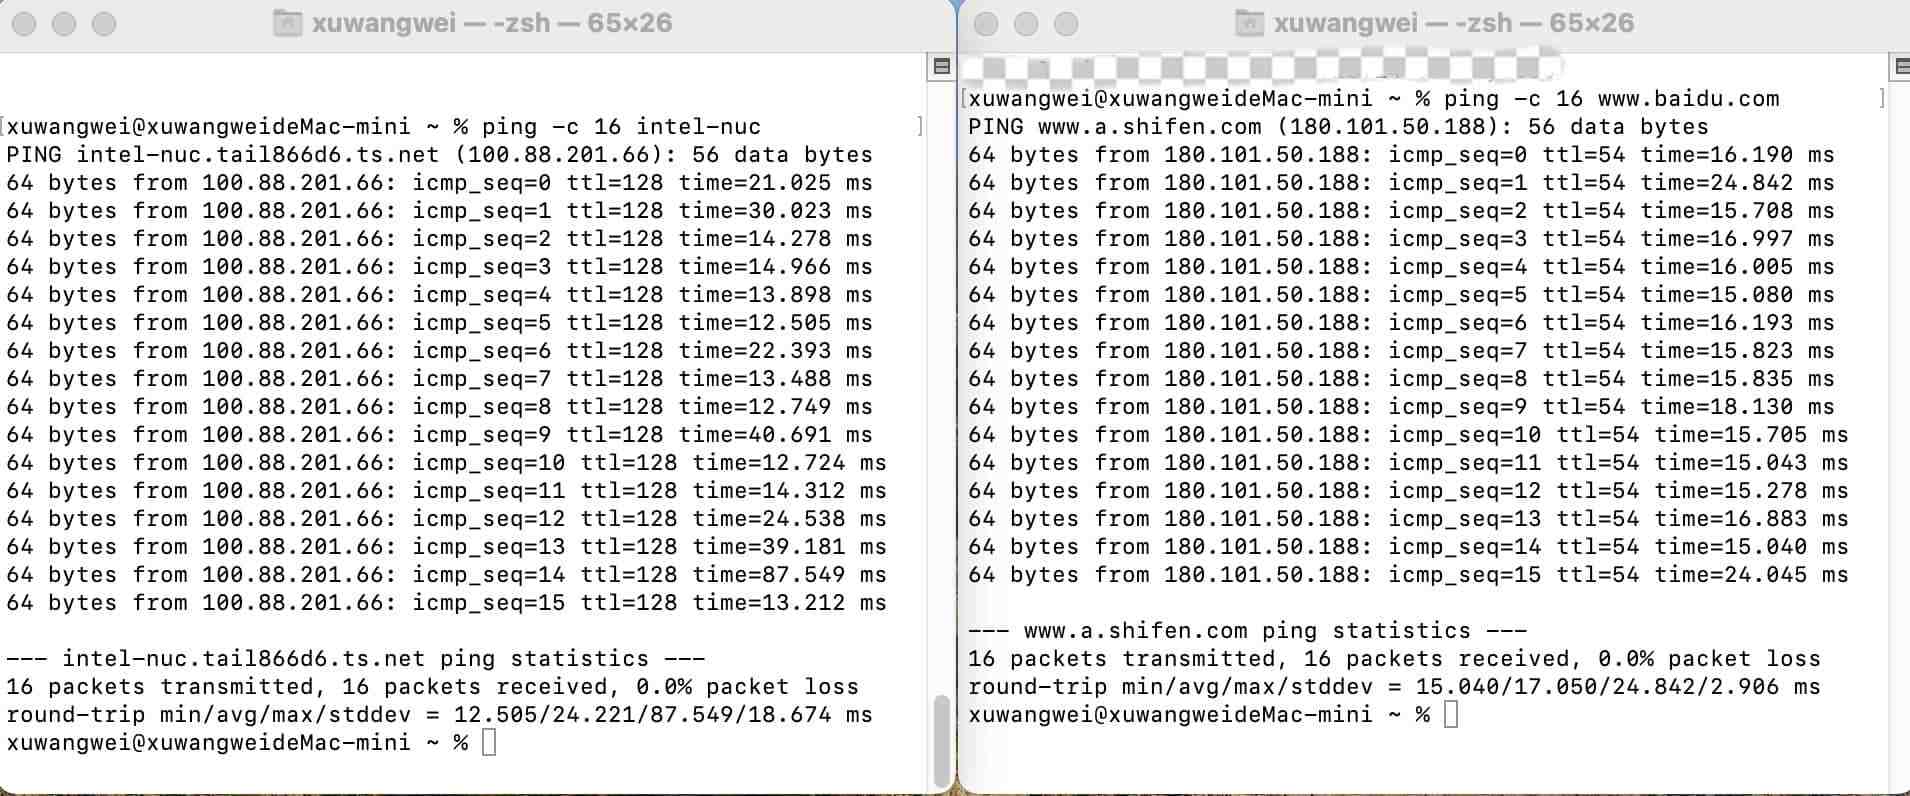 xuwangwei — -zsh — 65×26
xuwangwei@xuwangweideMac-mini ~ % ping -c 16 intel-nuc
PING intel-nuc.tail866d6.ts.net (100.88.201.66): 56 data bytes
64 bytes from 100.88.201.66: icmp_seq=0 ttl=128 time=21.025 ms
64 bytes from 100.88.201.66: icmp_seq=1 ttl=128 time=30.023 ms
64 bytes from 100.88.201.66: icmp_seq=2 ttl=128 time=14.278 ms
64 bytes from 100.88.201.66: icmp_seq=3 ttl=128 time=14.966 ms
64 bytes from 100.88.201.66: icmp_seq=4 ttl=128 time=13.898 ms
64 bytes from 100.88.201.66: icmp_seq=5 ttl=128 time=12.505 ms
64 bytes from 100.88.201.66: icmp_seq=6 ttl=128 time=22.393 ms
64 bytes from 100.88.201.66: icmp_seq=7 ttl=128 time=13.488 ms
64 bytes from 100.88.201.66: icmp_seq=8 ttl=128 time=12.749 ms
64 bytes from 100.88.201.66: icmp_seq=9 ttl=128 time=40.691 ms
64 bytes from 100.88.201.66: icmp_seq=10 ttl=128 time=12.724 ms
64 bytes from 100.88.201.66: icmp_seq=11 ttl=128 time=14.312 ms
64 bytes from 100.88.201.66: icmp_seq=12 ttl=128 time=24.538 ms
64 bytes from 100.88.201.66: icmp_seq=13 ttl=128 time=39.181 ms
64 bytes from 100.88.201.66: icmp_seq=14 ttl=128 time=87.549 ms
64 bytes from 100.88.201.66: icmp_seq=15 ttl=128 time=13.212 ms
--- intel-nuc.tail866d6.ts.net ping statistics ---
16 packets transmitted, 16 packets received, 0.0% packet loss
round-trip min/avg/max/stddev = 12.505/24.221/87.549/18.674 ms
xuwangwei@xuwangweideMac-mini ~ %
xuwangwei — -zsh — 65×26
xuwangwei@xuwangweideMac-mini ~ % ping -c 16 www.baidu.com
PING www.a.shifen.com (180.101.50.188): 56 data bytes
64 bytes from 180.101.50.188: icmp_seq=0 ttl=54 time=16.190 ms
64 bytes from 180.101.50.188: icmp_seq=1 ttl=54 time=24.842 ms
64 bytes from 180.101.50.188: icmp_seq=2 ttl=54 time=15.708 ms
64 bytes from 180.101.50.188: icmp_seq=3 ttl=54 time=16.997 ms
64 bytes from 180.101.50.188: icmp_seq=4 ttl=54 time=16.005 ms
64 bytes from 180.101.50.188: icmp_seq=5 ttl=54 time=15.080 ms
64 bytes from 180.101.50.188: icmp_seq=6 ttl=54 time=16.193 ms
64 bytes from 180.101.50.188: icmp_seq=7 ttl=54 time=15.823 ms
64 bytes from 180.101.50.188: icmp_seq=8 ttl=54 time=15.835 ms
64 bytes from 180.101.50.188: icmp_seq=9 ttl=54 time=18.130 ms
64 bytes from 180.101.50.188: icmp_seq=10 ttl=54 time=15.705 ms
64 bytes from 180.101.50.188: icmp_seq=11 ttl=54 time=15.043 ms
64 bytes from 180.101.50.188: icmp_seq=12 ttl=54 time=15.278 ms
64 bytes from 180.101.50.188: icmp_seq=13 ttl=54 time=16.883 ms
64 bytes from 180.101.50.188: icmp_seq=14 ttl=54 time=15.040 ms
64 bytes from 180.101.50.188: icmp_seq=15 ttl=54 time=24.045 ms
--- www.a.shifen.com ping statistics ---
16 packets transmitted, 16 packets received, 0.0% packet loss
round-trip min/avg/max/stddev = 15.040/17.050/24.842/2.906 ms
xuwangwei@xuwangweideMac-mini ~ %